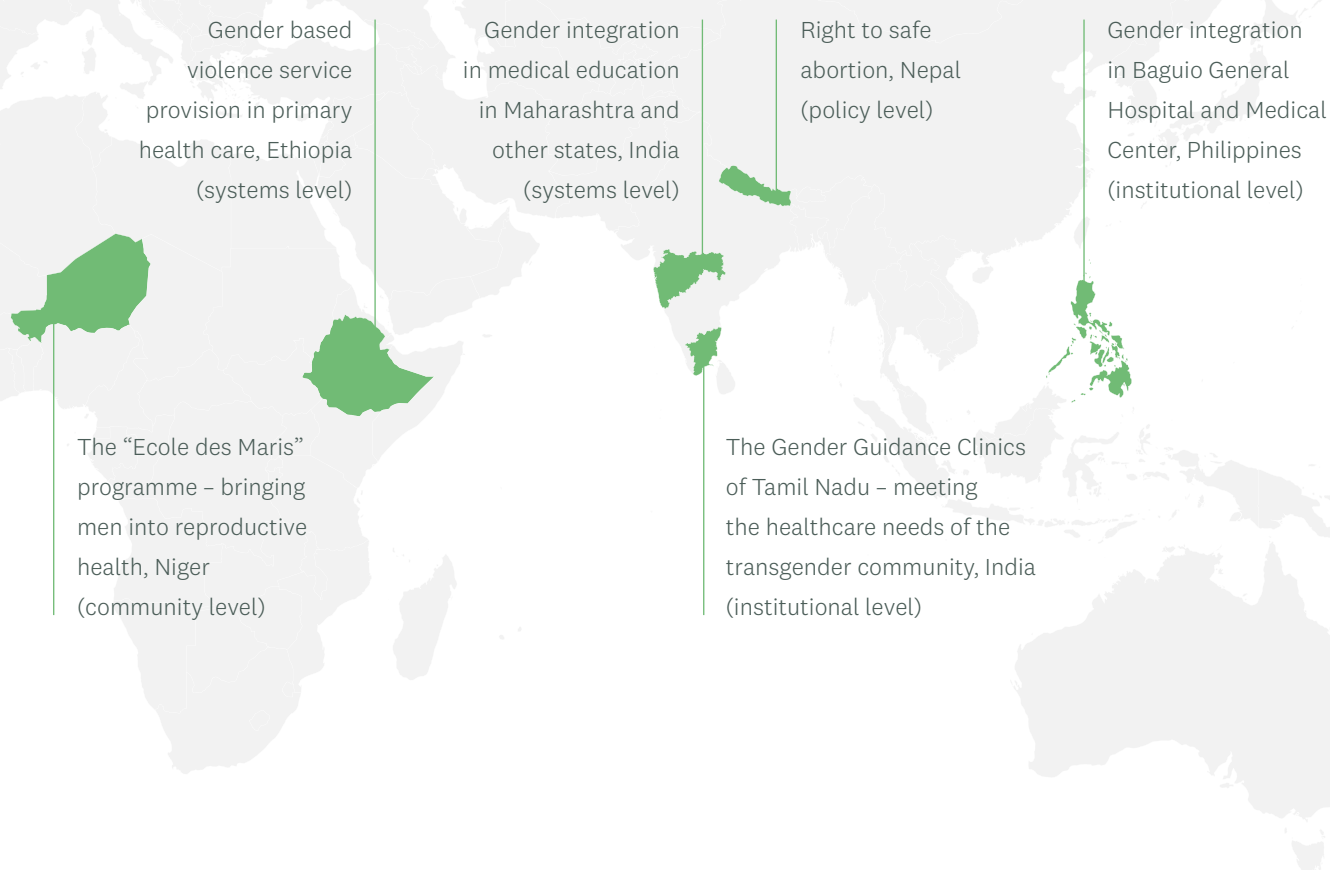 Gender based
violence service
provision in primary
health care, Ethiopia
(systems level)
Gender integration
in medical education
in Maharashtra and
other states, India
(systems level)
Right to safe
abortion, Nepal
(policy level)
Gender integration
in Baguio General
Hospital and Medical
Center, Philippines
(institutional level)
The “Ecole des Maris”
programme – bringing
men into reproductive
health, Niger
(community level)
The Gender Guidance Clinics
of Tamil Nadu – meeting
the healthcare needs of the
transgender community, India
(institutional level)